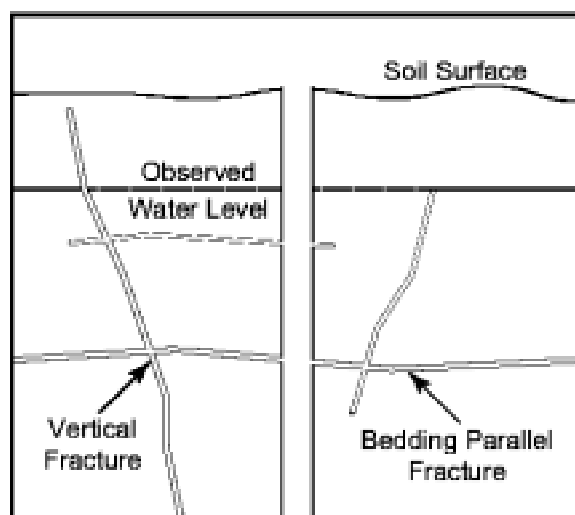 Soil Surface
Observed
Water Level
Vertical
Fracture
Bedding Parallel
Fracture